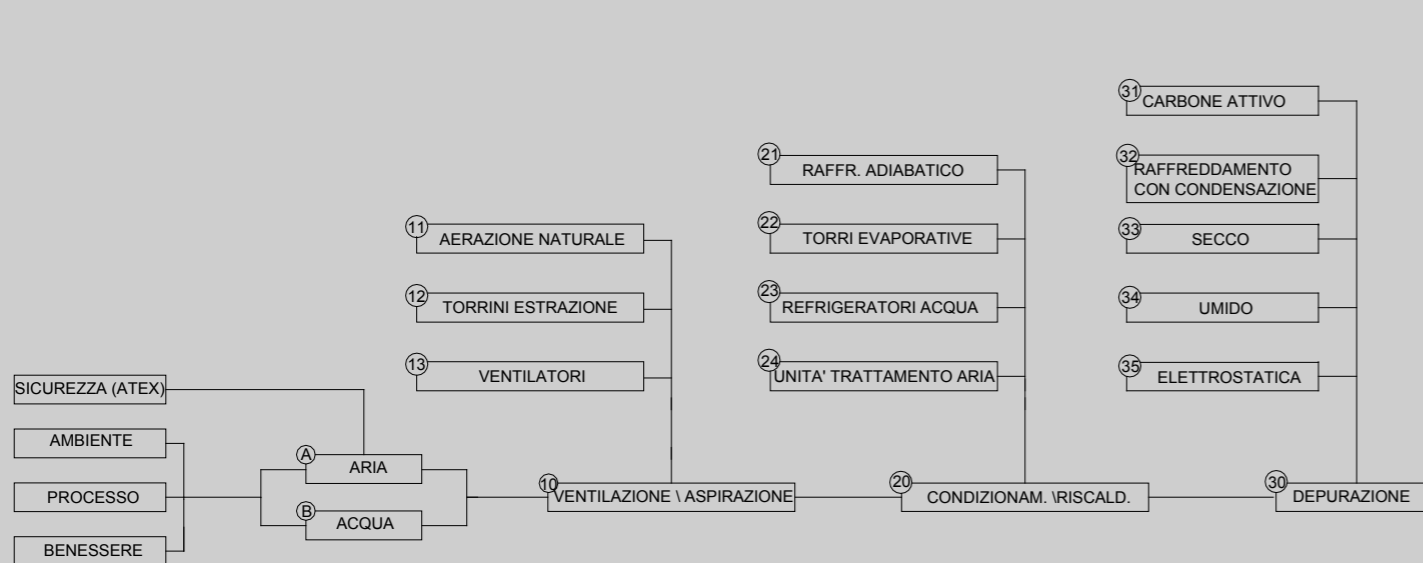 31
CARBONE ATTIVO
21
RAFFR. ADIABATICO
32
RAFFREDDAMENTO
CON CONDENSAZIONE
11
AERAZIONE NATURALE
22
TORRI EVAPORATIVE
33
SECCO
12
TORRINI ESTRAZIONE
23
REFRIGERATORI ACQUA
34
UMIDO
13
VENTILATORI
24
UNITA' TRATTAMENTO ARIA
35
ELETTROSTATICA
SICUREZZA (ATEX)
AMBIENTE
PROCESSO
BENESSERE
A
ARIA
B
ACQUA
10
VENTILAZIONE \ ASPIRAZIONE
20
CONDIZIONAM. \RISCALD.
30
DEPURAZIONE